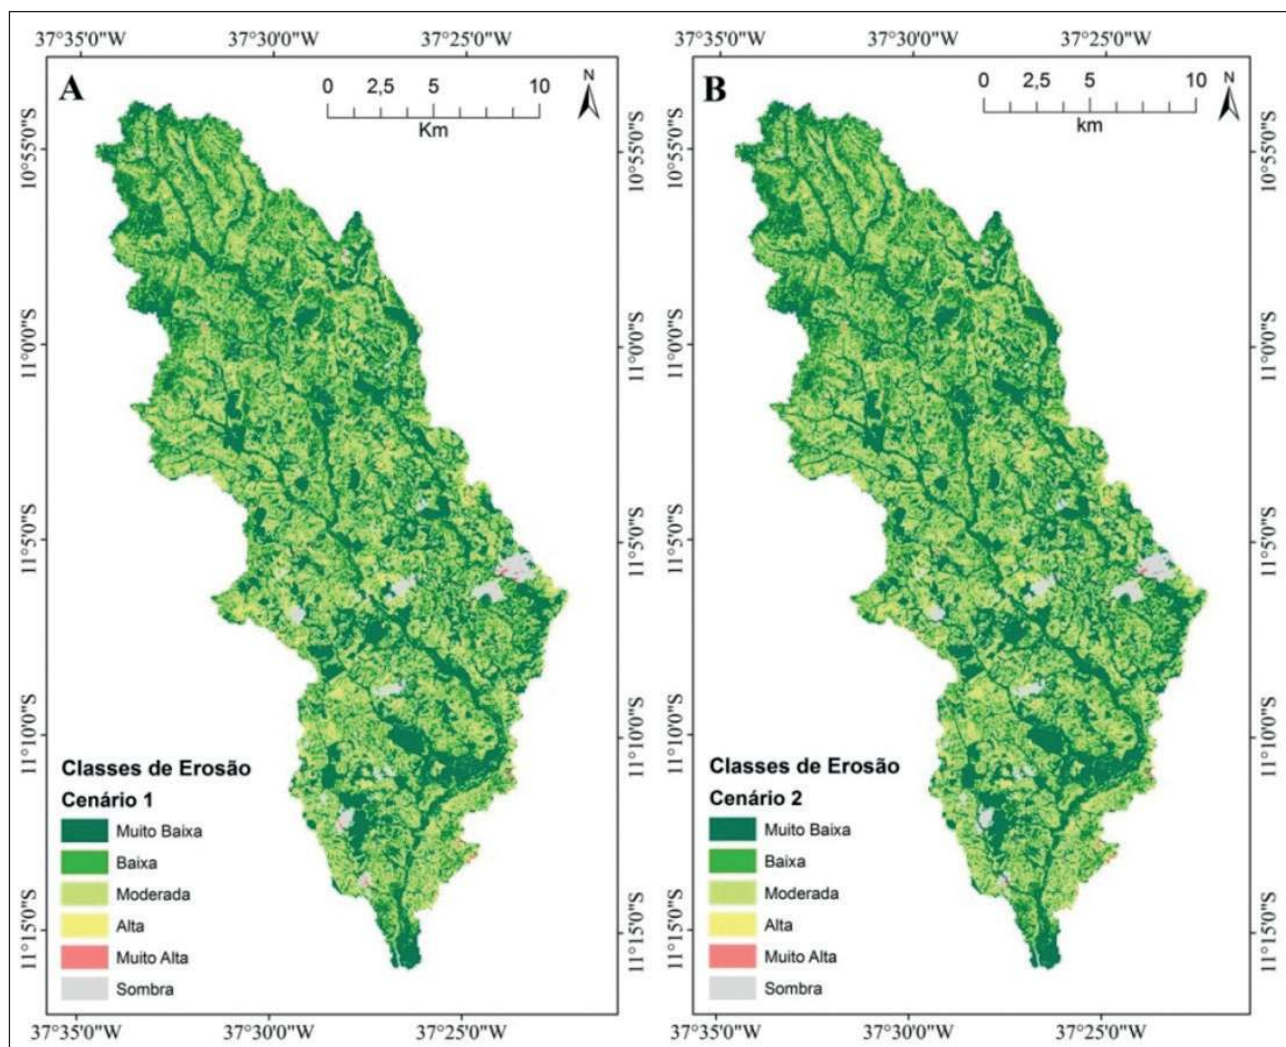 37°35'0"W 37°30'0"W 37°25'0"W
A
0 2,5 5 10
Km
N
10°55'0"S
11°0'0"S
11°5'0"S
11°10'0"S
11°15'0"S
Classes de Erosão
Cenário 1
Muito Baixa
Baixa
Moderada
Alta
Muito Alta
Sombra
10°55'0"S
11°0'0"S
11°5'0"S
11°10'0"S
11°15'0"S
37°35'0"W 37°30'0"W 37°25'0"W
37°35'0"W 37°30'0"W 37°25'0"W
B
0 2,5 5 10
km
N
10°55'0"S
11°0'0"S
11°5'0"S
11°10'0"S
11°15'0"S
Classes de Erosão
Cenário 2
Muito Baixa
Baixa
Moderada
Alta
Muito Alta
Sombra
10°55'0"S
11°0'0"S
11°5'0"S
11°10'0"S
11°15'0"S
37°35'0"W 37°30'0"W 37°25'0"W